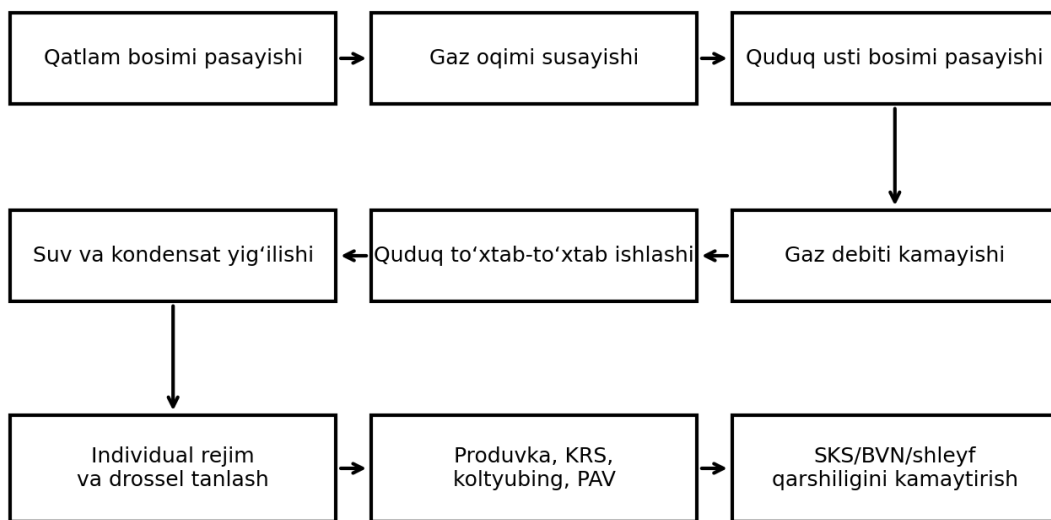 Qatlam bosimi pasayishi
Gaz oqimi susayishi
Quduq usti bosimi pasayishi
Gaz debiti kamayishi
Quduq to‘xtab-to‘xtab ishlashi
Suv va kondensat yig‘ilishi
Individual rejim
va drossel tanlash
Produvka, KRS,
koltyubing, PAV
SKS/BVN/shleyf
qarshiligini kamaytirish